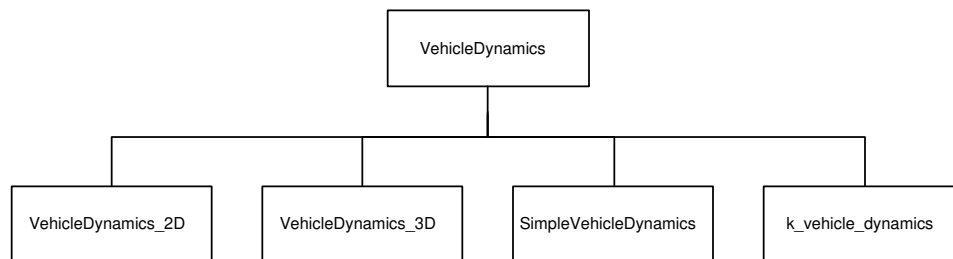 VehicleDynamics
VehicleDynamics_2D
VehicleDynamics_3D
SimpleVehicleDynamics
k_vehicle_dynamics